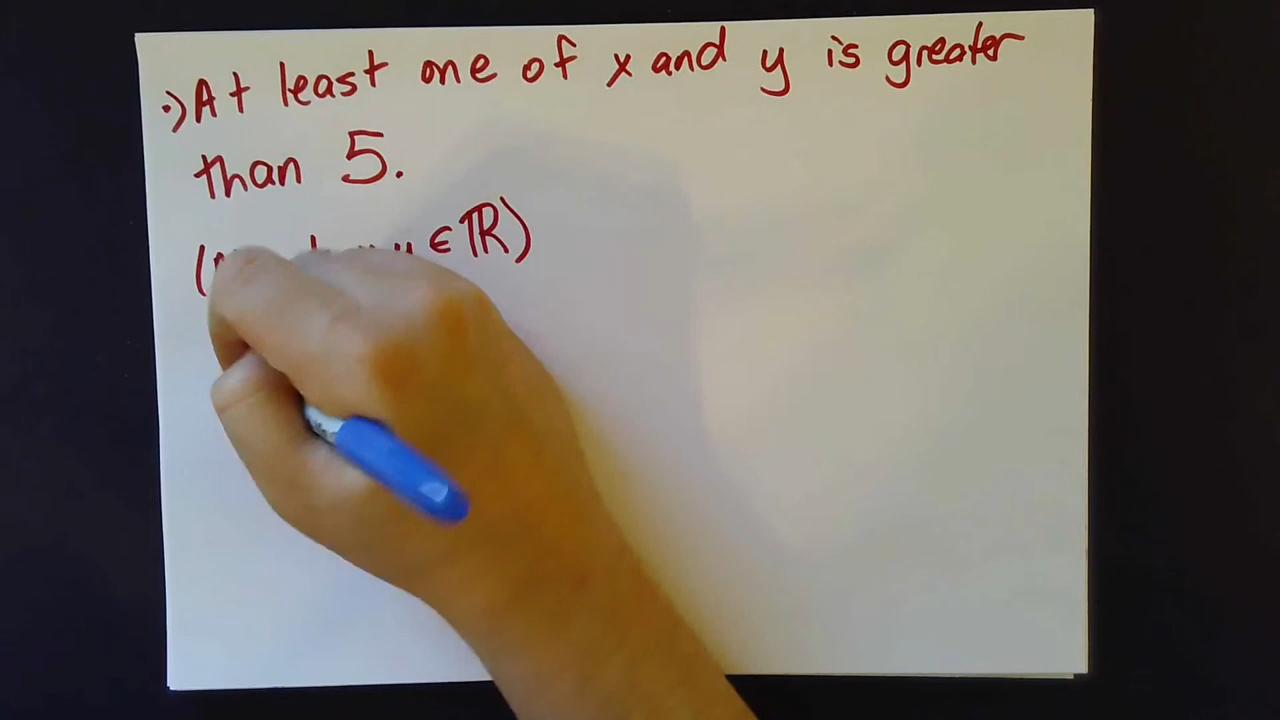 •) At least one of x and y is greater
than 5.
( y ∈ ℝ)